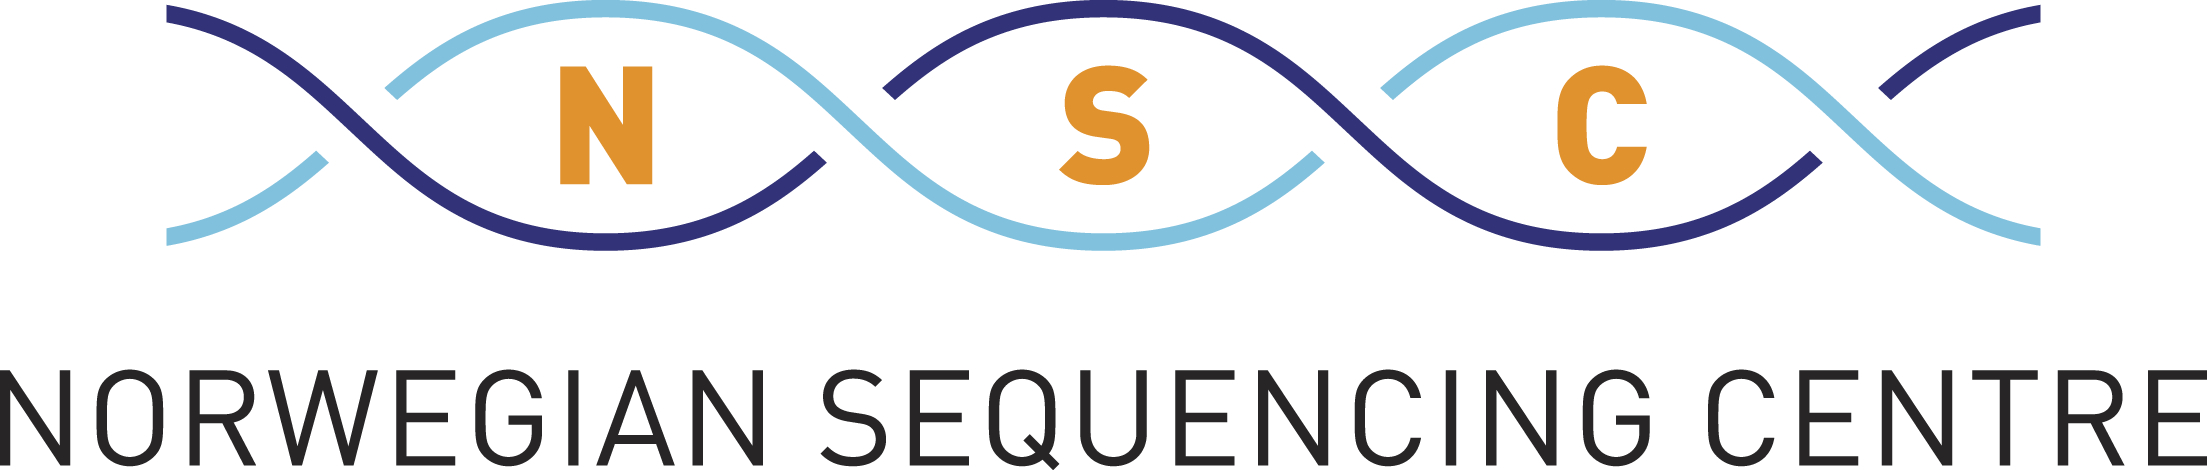 N S C
NORWEGIAN SEQUENCING CENTRE